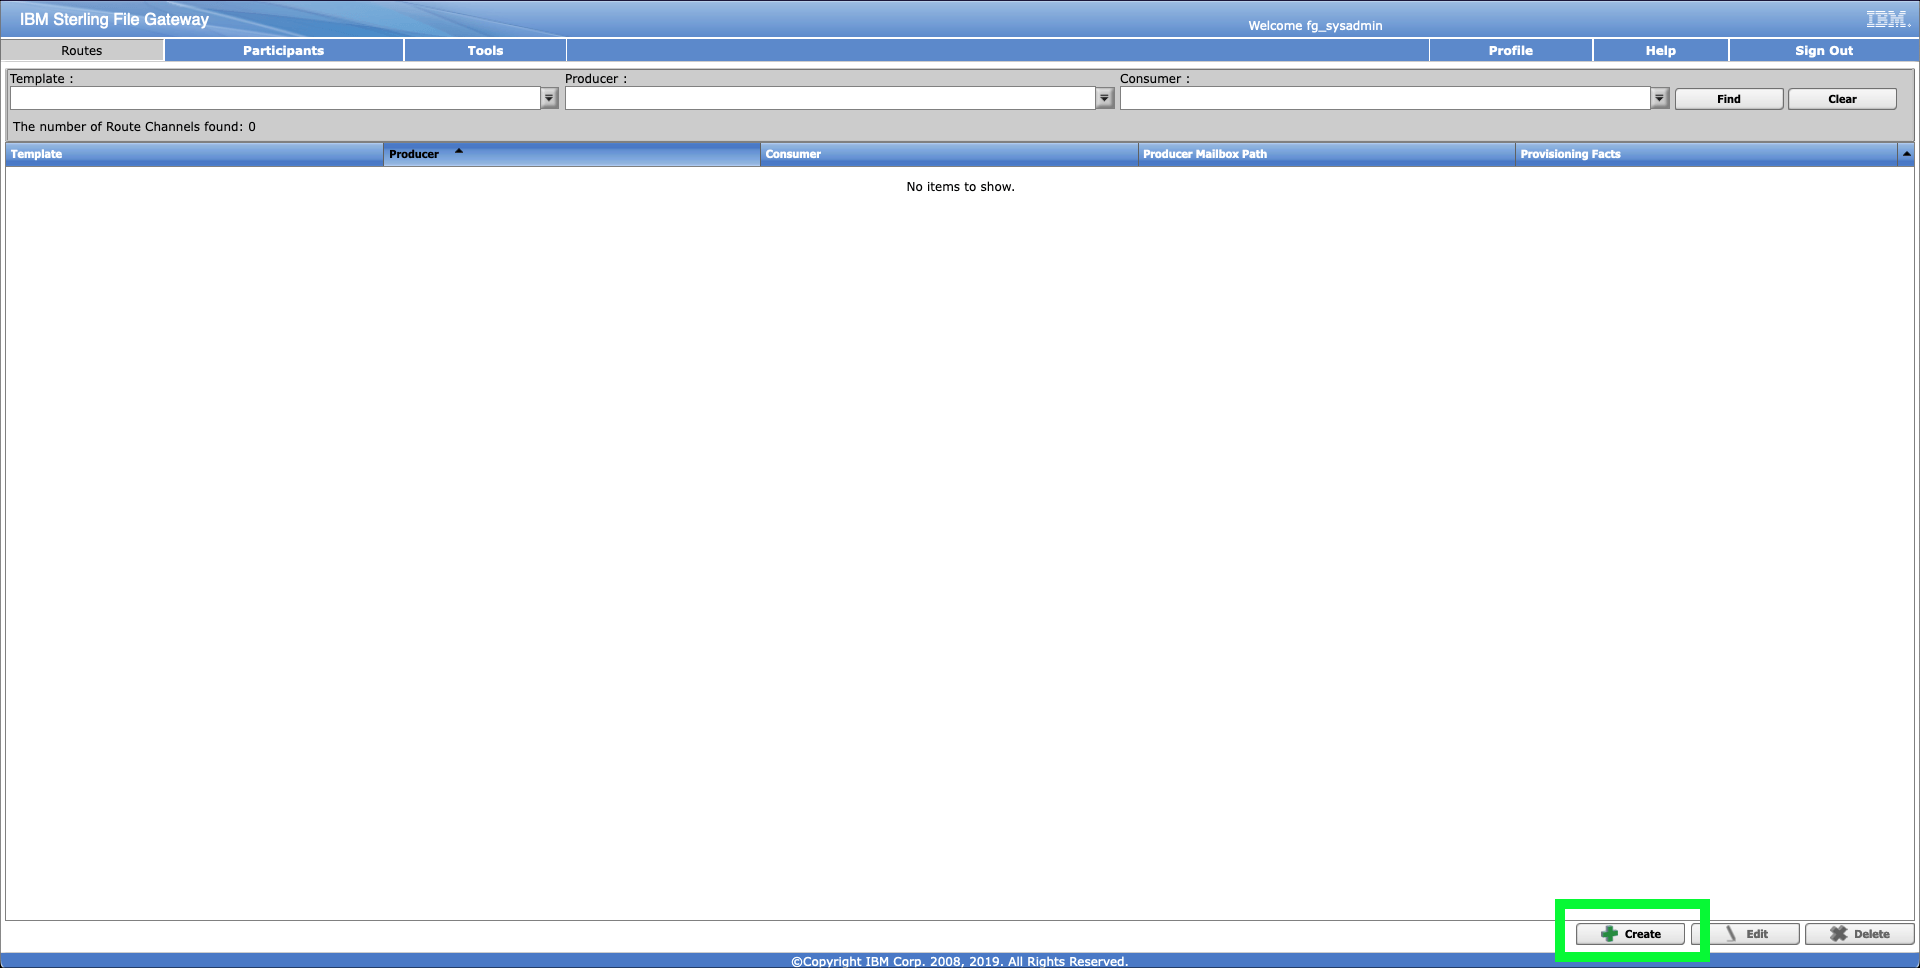 IBM Sterling File Gateway
Welcome fg_sysadmin
IBM.
Routes Participants Tools Profile Help Sign Out
Template : Producer : Consumer :
Find Clear
The number of Route Channels found: 0
Template Producer Consumer Producer Mailbox Path Provisioning Facts
No items to show.
Create Edit Delete
©Copyright IBM Corp. 2008, 2019. All Rights Reserved.